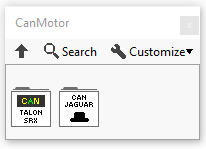 CanMotor
x
Search
Customize
CAN
TALON
SRX
CAN
JAGUAR